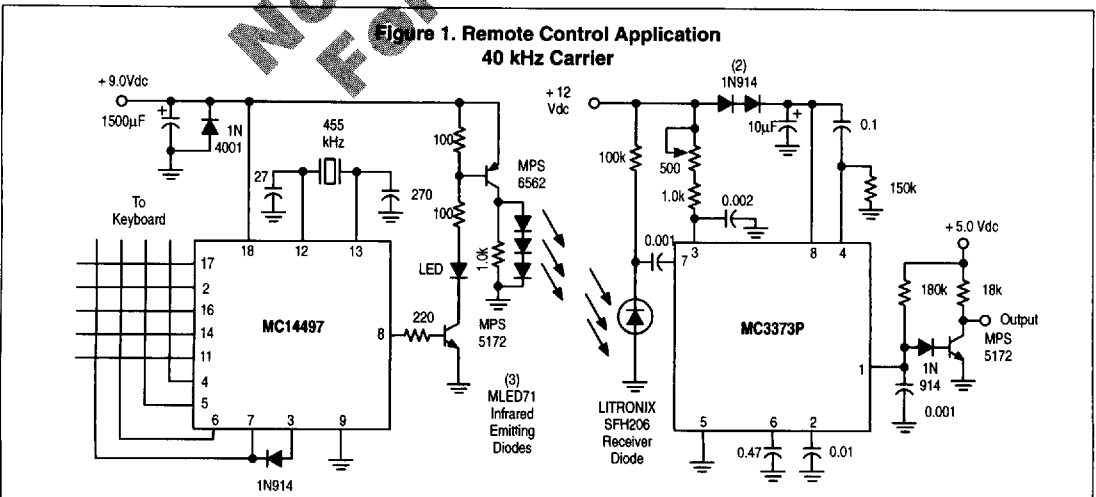 Figure 1. Remote Control Application
40 kHz Carrier
+ 9.0Vdc
1500µF
+
1N
4001
455
kHz
27
270
To
Keyboard
18
12
13
17
2
16
14
11
4
5
6
7
3
9
8
MC14497
1N914
220
100
100
LED
MPS
6562
1.0k
MPS
5172
(3)
MLED71
Infrared
Emitting
Diodes
+ 12
Vdc
100k
500
1.0k
0.002
0.001
(2)
1N914
10µF
+
0.1
150k
7
3
8
4
MC3373P
1
5
6
2
0.47
0.01
LITRONIX
SFH206
Receiver
Diode
+ 5.0 Vdc
180k
18k
Output
MPS
5172
1N
914
0.001